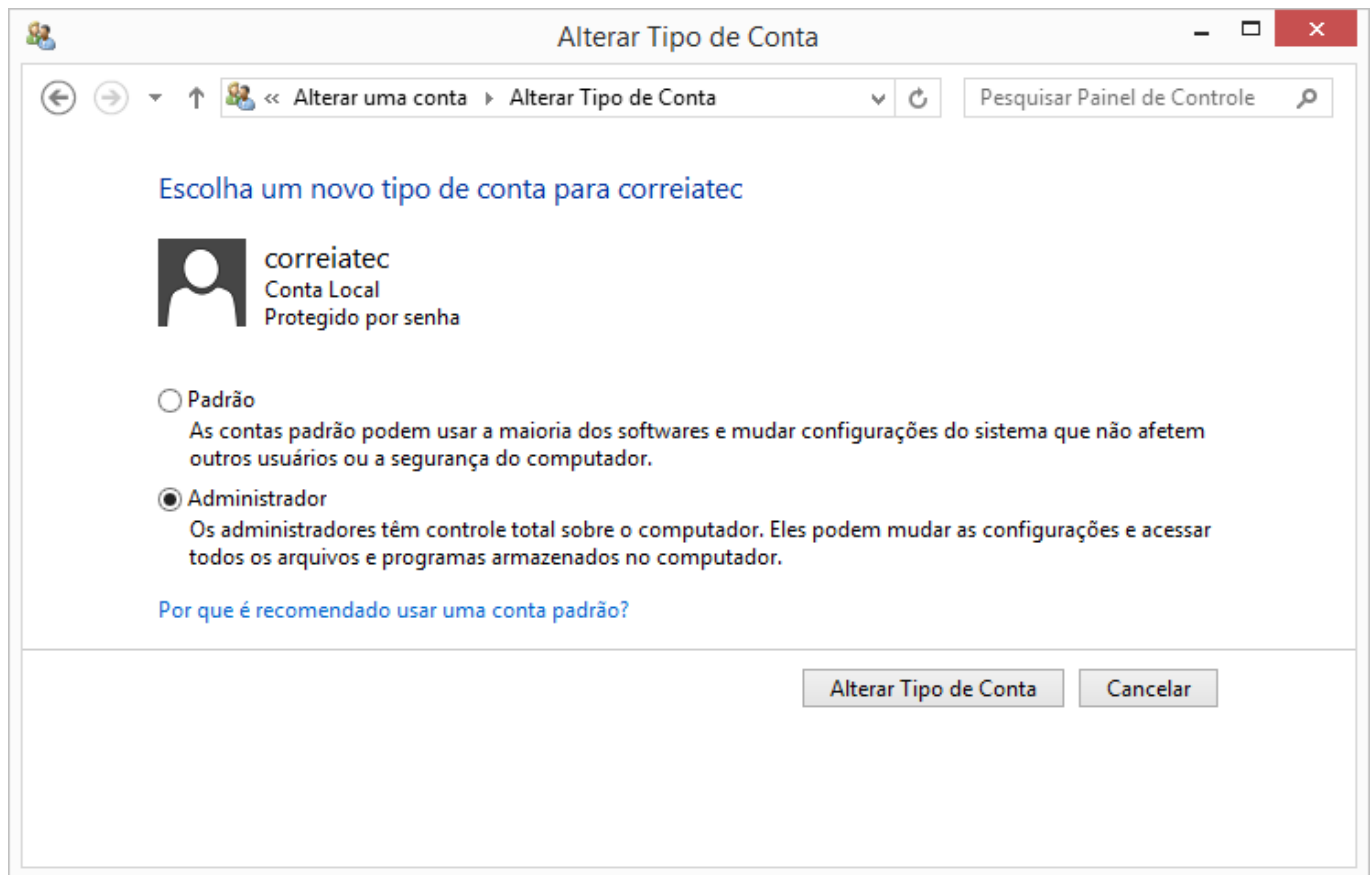 Alterar Tipo de Conta
« Alterar uma conta Alterar Tipo de Conta
Pesquisar Painel de Controle
Escolha um novo tipo de conta para correiatec
correiatec
Conta Local
Protegido por senha
Padrão
As contas padrão podem usar a maioria dos softwares e mudar configurações do sistema que não afetem
outros usuários ou a segurança do computador.
Administrador
Os administradores têm controle total sobre o computador. Eles podem mudar as configurações e acessar
todos os arquivos e programas armazenados no computador.
Por que é recomendado usar uma conta padrão?
Alterar Tipo de Conta
Cancelar